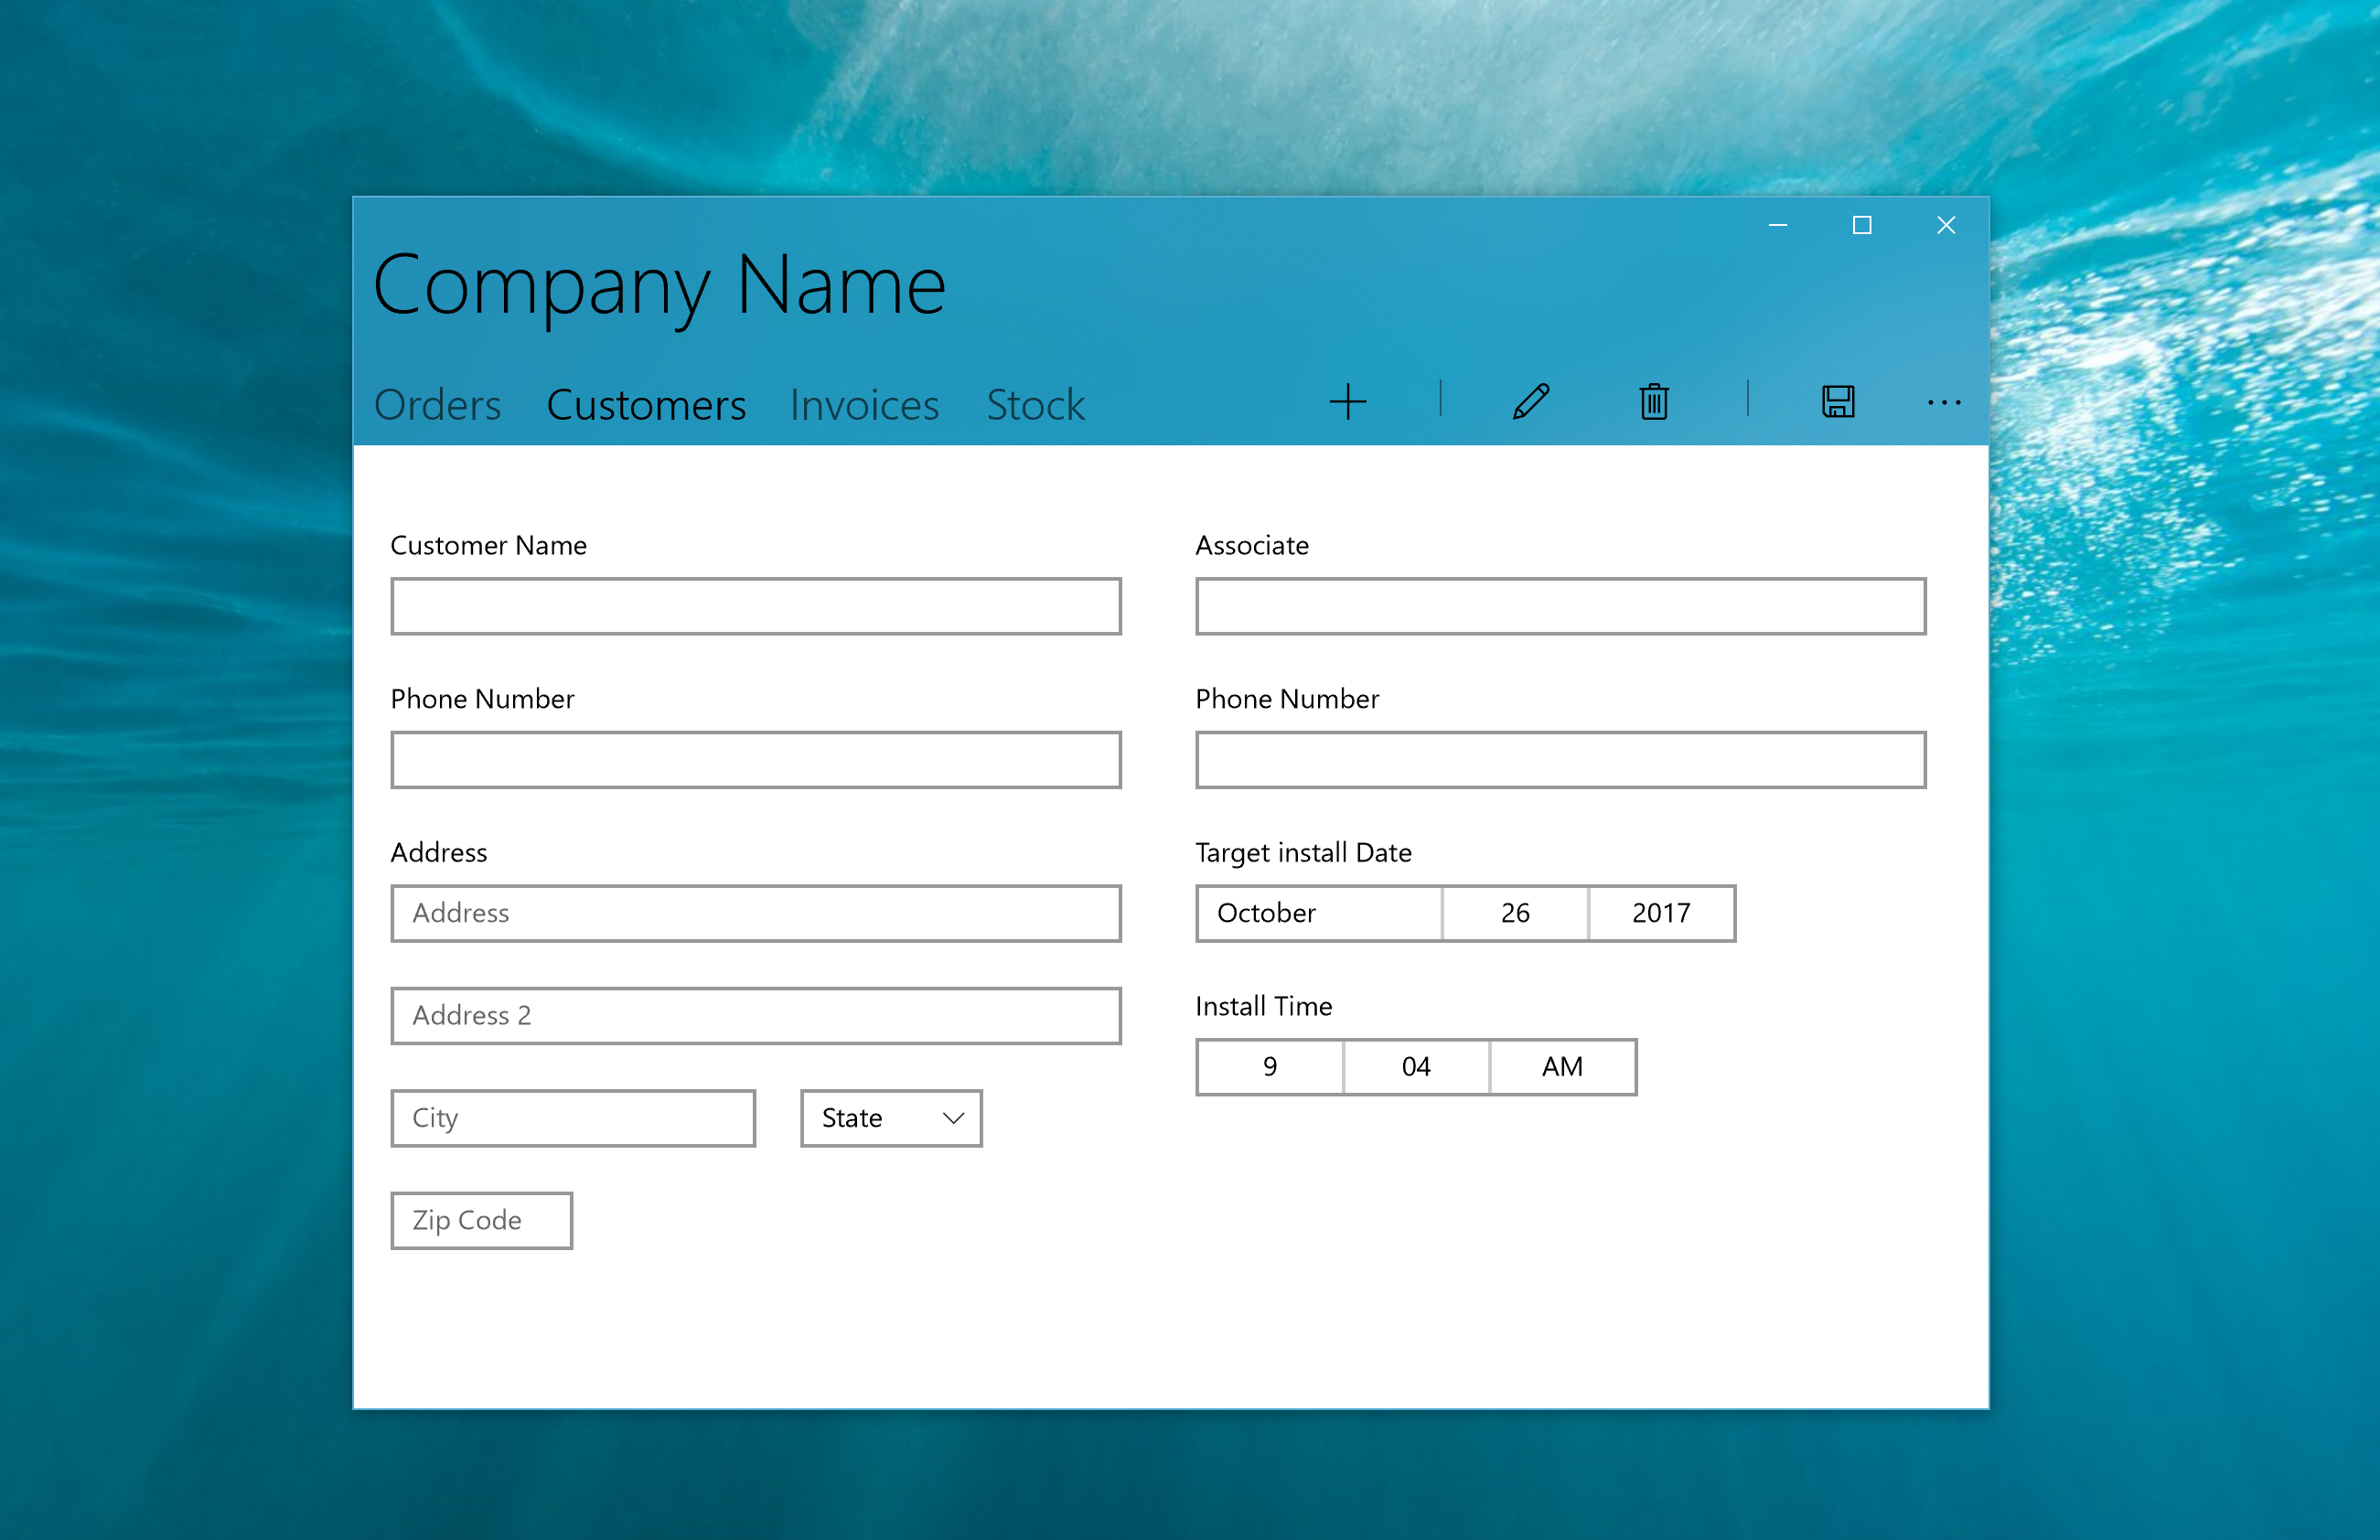 Company Name
Orders Customers Invoices Stock
Customer Name
Phone Number
Address
Address
Address 2
City State
Zip Code
Associate
Phone Number
Target install Date
October 26 2017
Install Time
9 04 AM